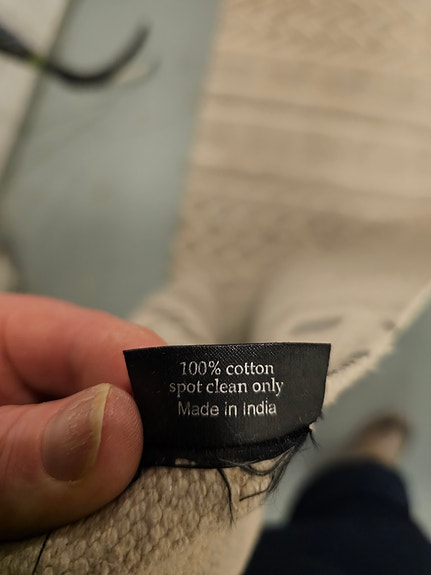 100% cotton
spot clean only
Made in India